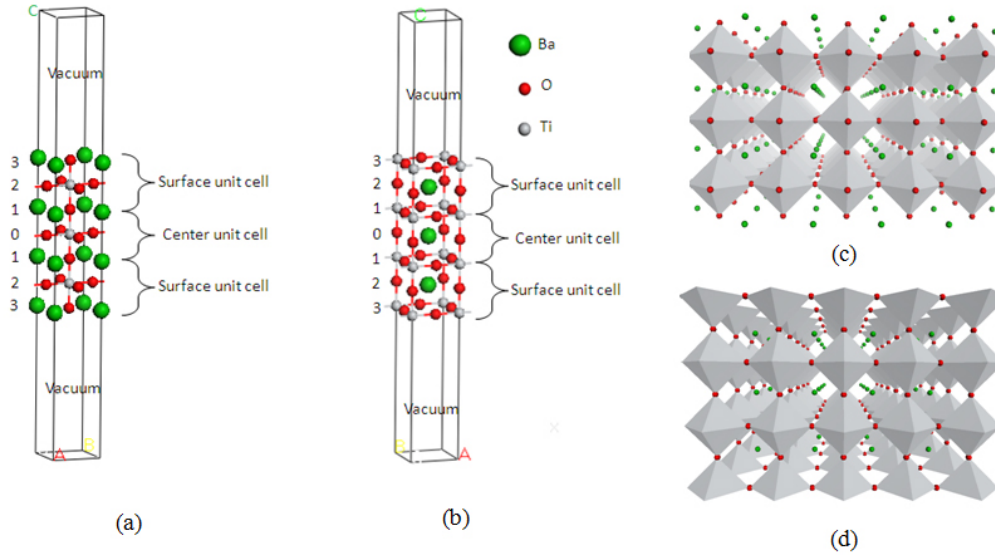 C
Vacuum
3
2
1
0
1
2
3
Surface unit cell
Center unit cell
Surface unit cell
Vacuum
B
A
(a)
C
Vacuum
3
2
1
0
1
2
3
Surface unit cell
Center unit cell
Surface unit cell
Vacuum
B
A
X
(b)
Ba
O
Ti
(c)
(d)